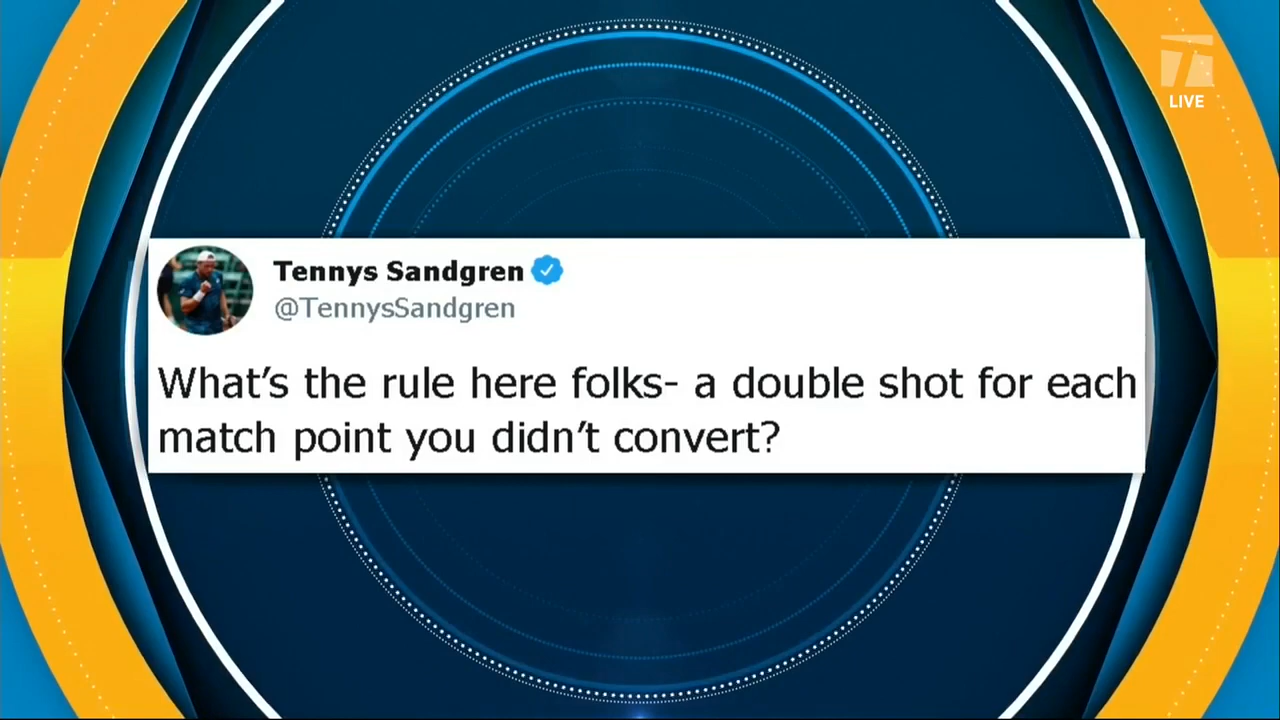 LIVE
Tennys Sandgren
@TennysSandgren
What's the rule here folks- a double shot for each
match point you didn't convert?